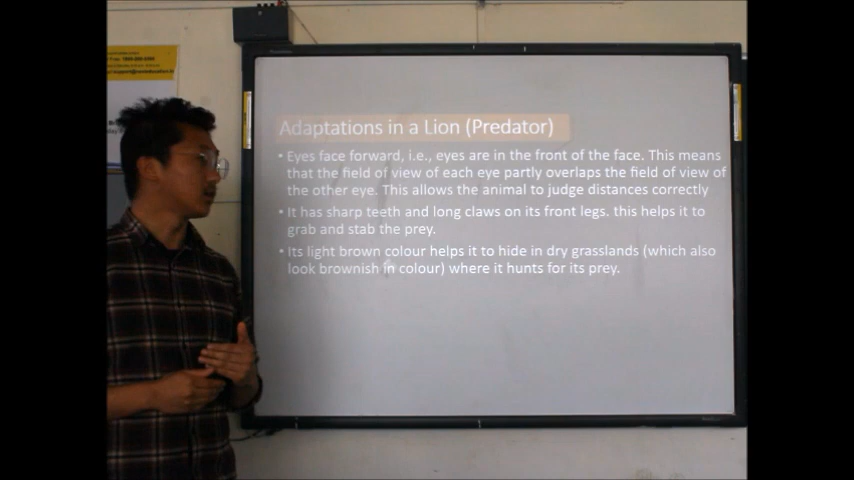 Adaptations in a Lion (Predator)
• Eyes face forward, i.e., eyes are in the front of the face. This means
that the field of view of each eye partly overlaps the field of view of
the other eye. This allows the animal to judge distances correctly
• It has sharp teeth and long claws on its front legs. this helps it to
grab and stab the prey.
• Its light brown colour helps it to hide in dry grasslands (which also
look brownish in colour) where it hunts for its prey.